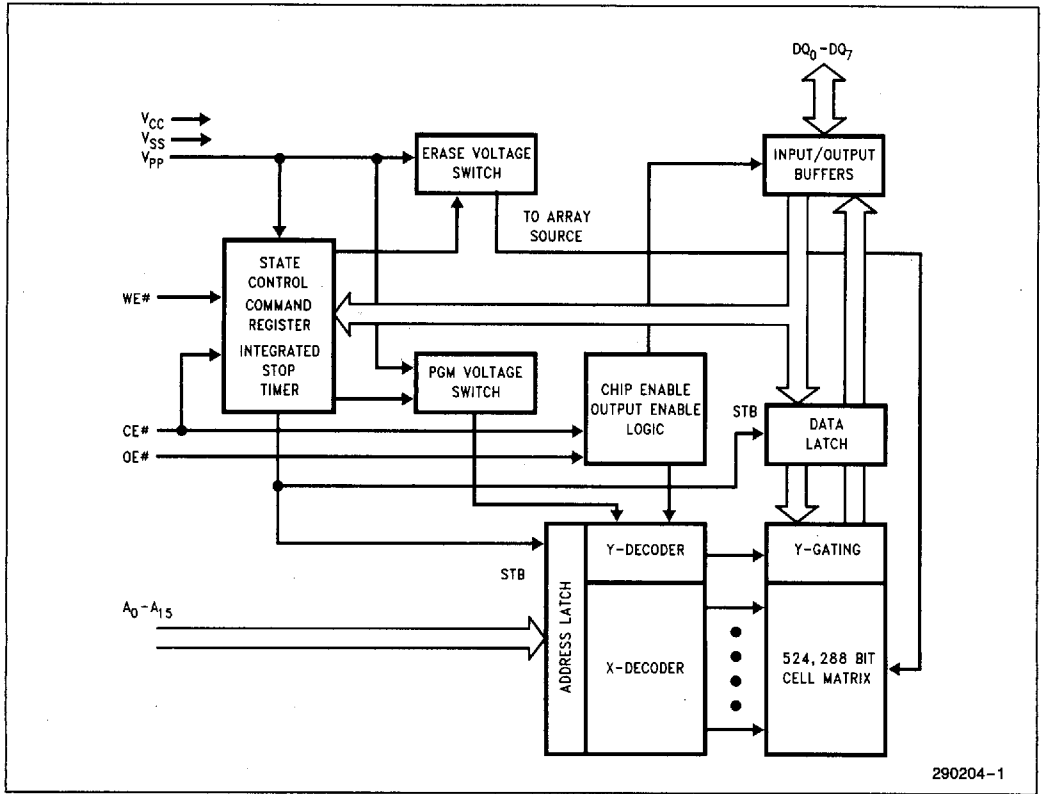 DQ0-DQ7
VCC
VSS
VPP
ERASE VOLTAGE
SWITCH
INPUT/OUTPUT
BUFFERS
TO ARRAY
SOURCE
STATE
CONTROL
COMMAND
REGISTER
INTEGRATED
STOP
TIMER
WE#
PGM VOLTAGE
SWITCH
CHIP ENABLE
OUTPUT ENABLE
LOGIC
STB
DATA
LATCH
CE#
OE#
STB
ADDRESS LATCH
Y-DECODER
Y-GATING
A0-A15
X-DECODER
524,288 BIT
CELL MATRIX
290204-1